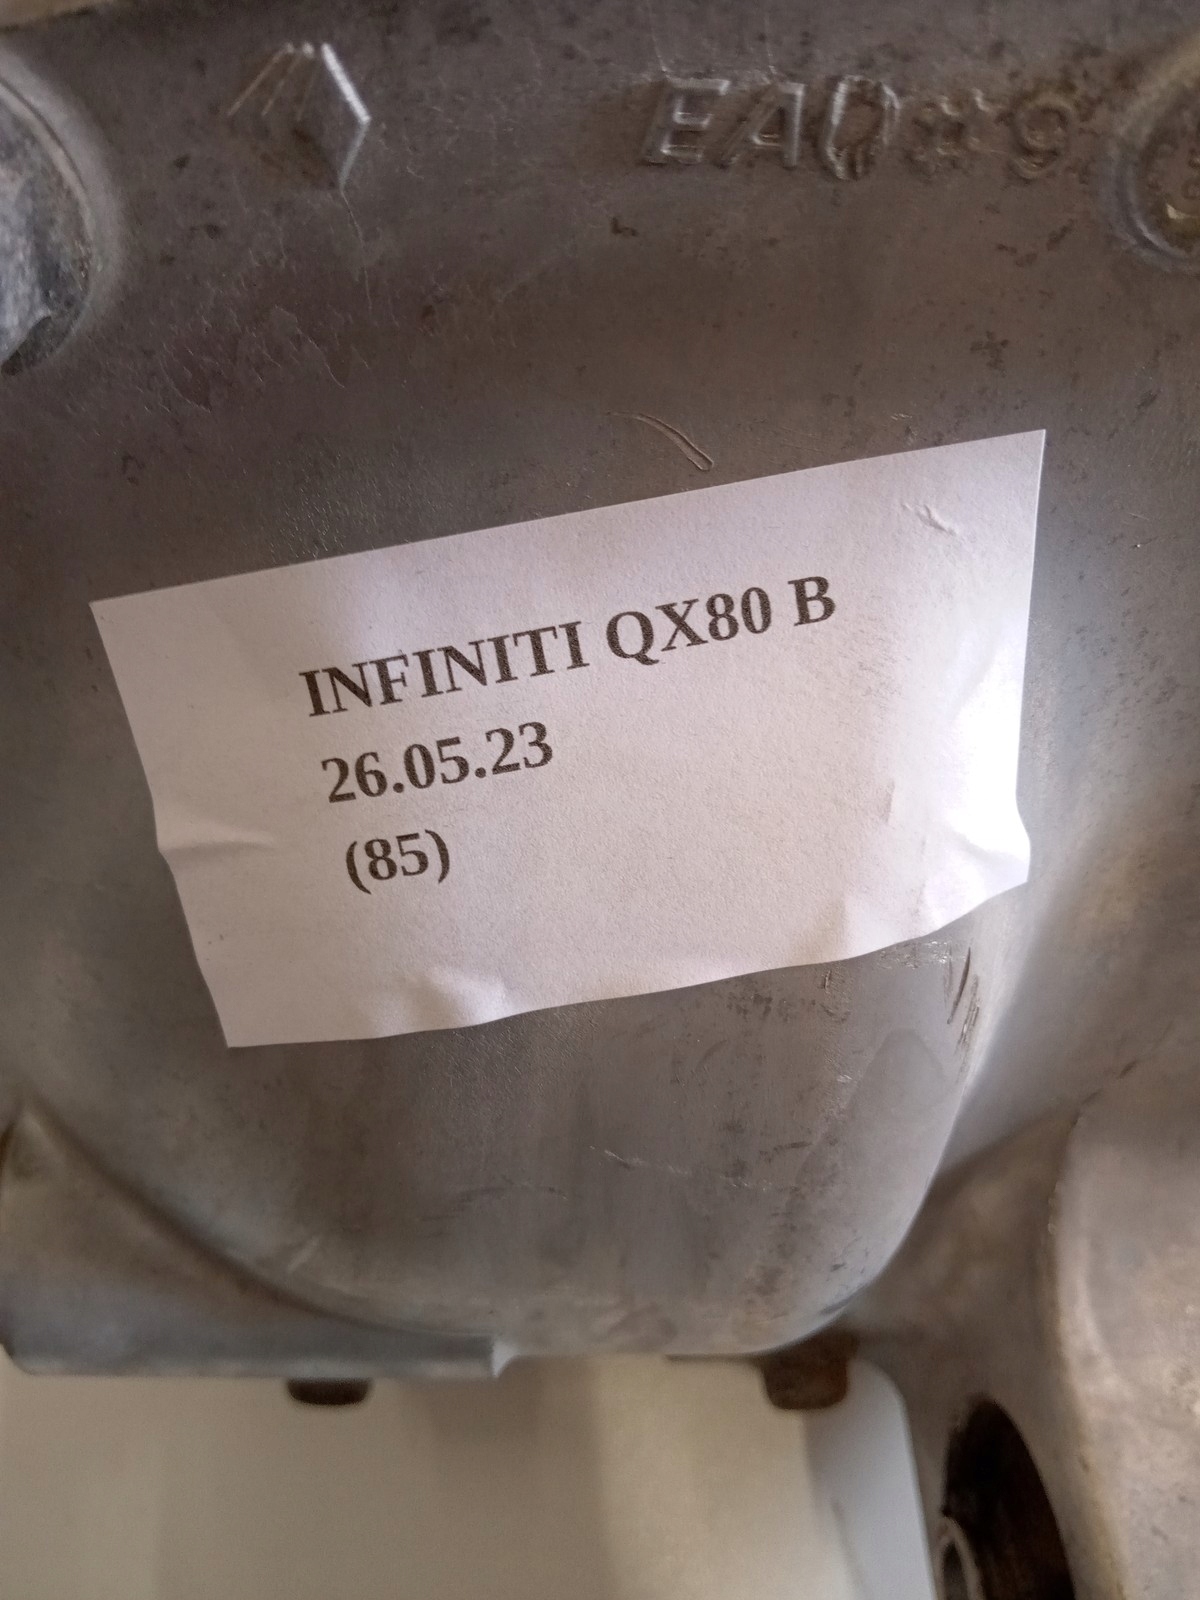 INFINITI QX80 B
26.05.23
(85)